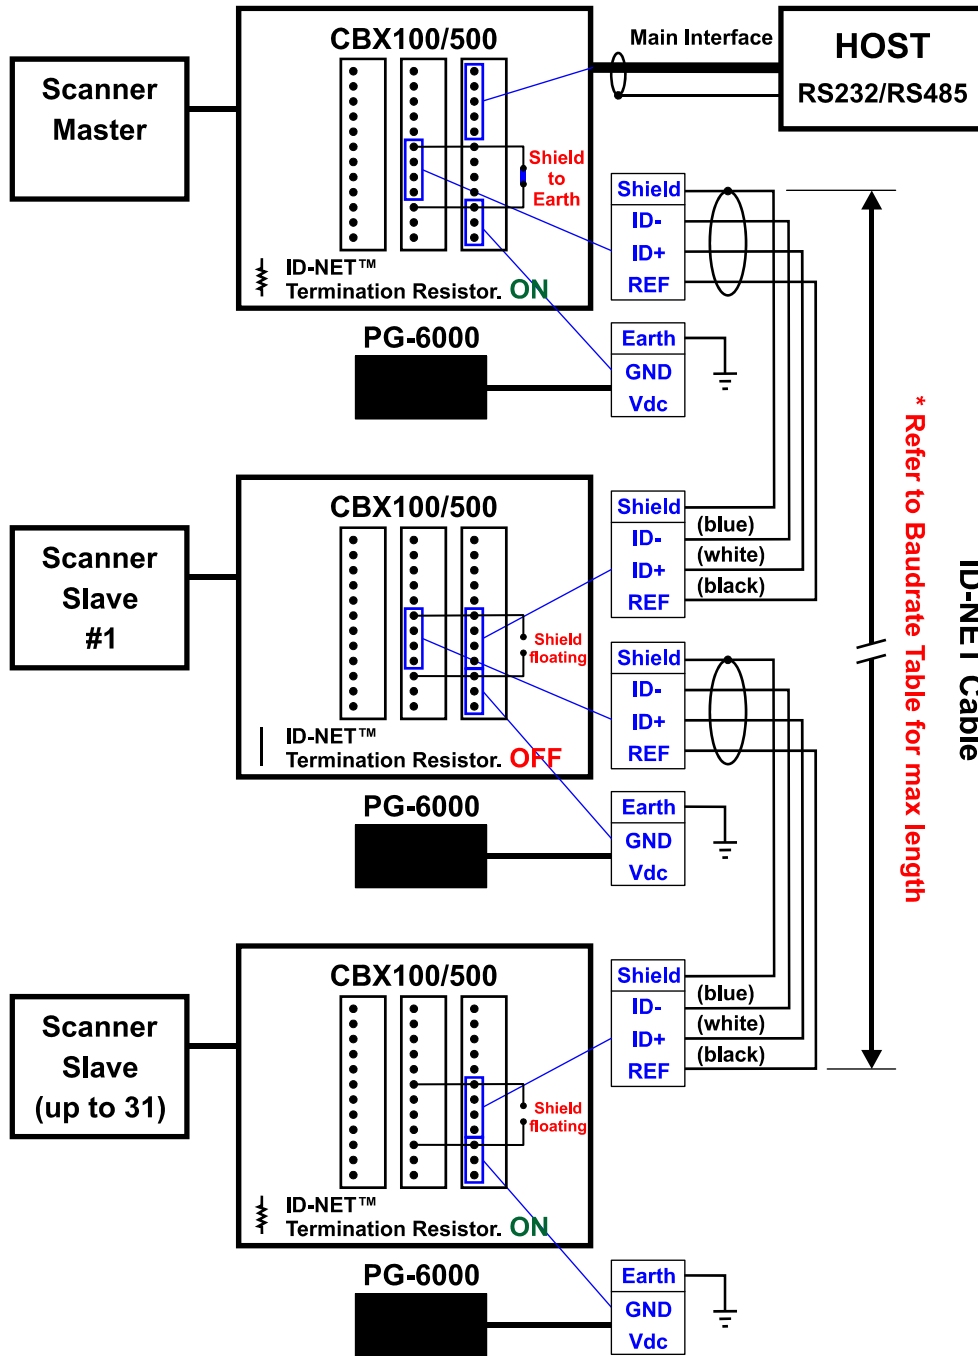 CBX100/500
Main Interface
HOST
RS232/RS485
Scanner
Master
Shield
to
Earth
ID-NET™
Termination Resistor. ON
Shield
ID-
ID+
REF
PG-6000
Earth
GND
Vdc
CBX100/500
Scanner
Slave
#1
Shield
floating
ID-NET™
Termination Resistor. OFF
Shield
ID-
(blue)
ID+
(white)
REF
(black)
Shield
ID-
ID+
REF
PG-6000
Earth
GND
Vdc
CBX100/500
Scanner
Slave
(up to 31)
Shield
floating
ID-NET™
Termination Resistor. ON
Shield
ID-
(blue)
ID+
(white)
REF
(black)
PG-6000
Earth
GND
Vdc
ID-NET Cable
* Refer to Baudrate Table for max length